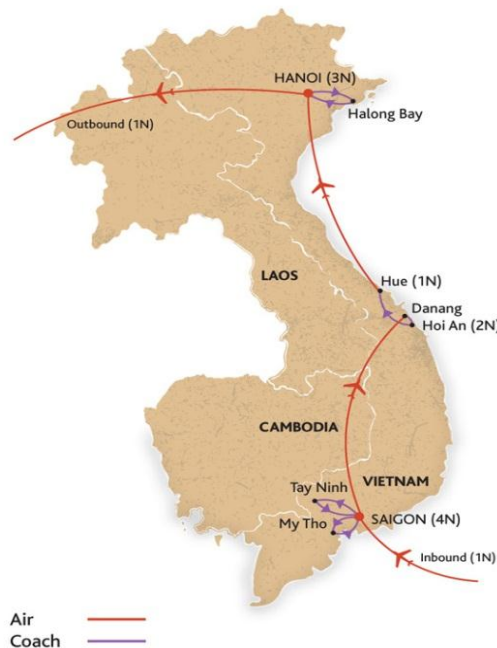 HANOI (3N)
Halong Bay
Outbound (1N)
LAOS
Hue (1N)
Danang
Hoi An (2N)
CAMBODIA
VIETNAM
Tay Ninh
My Tho
SAIGON (4N)
Inbound (1N)
Air
Coach